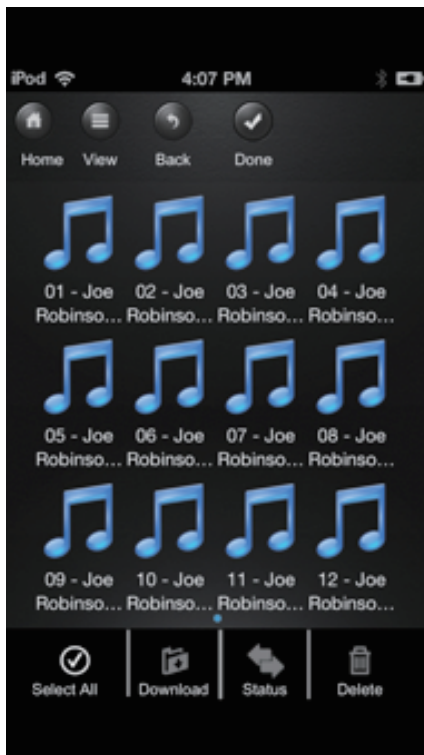 iPod 4:07 PM
Home View Back Done
01 - Joe 02 - Joe 03 - Joe 04 - Joe
Robinso... Robinso... Robinso... Robinso...
05 - Joe 06 - Joe 07 - Joe 08 - Joe
Robinso... Robinso... Robinso... Robinso...
09 - Joe 10 - Joe 11 - Joe 12 - Joe
Robinso... Robinso... Robinso... Robinso...
Select All Download Status Delete